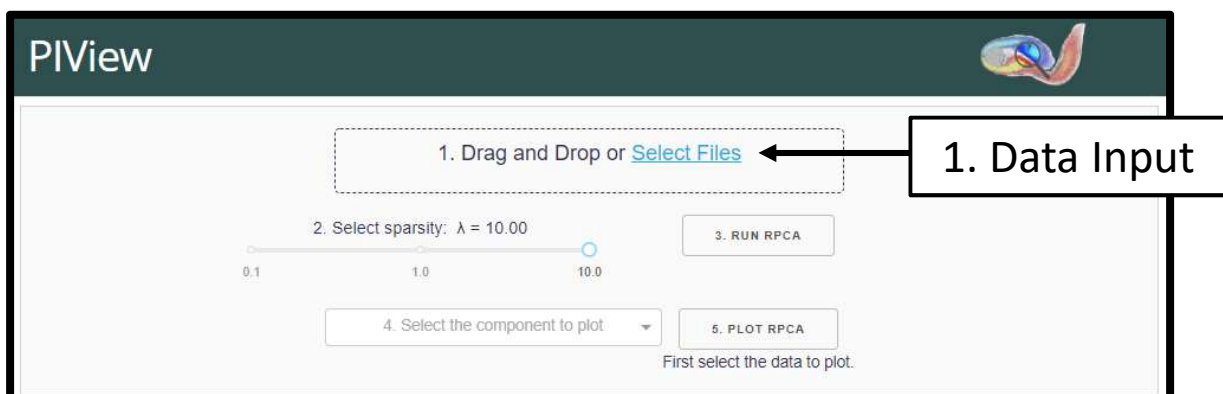 PIView
1. Drag and Drop or Select Files
1. Data Input
2. Select sparsity: λ = 10.00
3. RUN RPCA
0.1 1.0 10.0
4. Select the component to plot
5. PLOT RPCA
First select the data to plot.